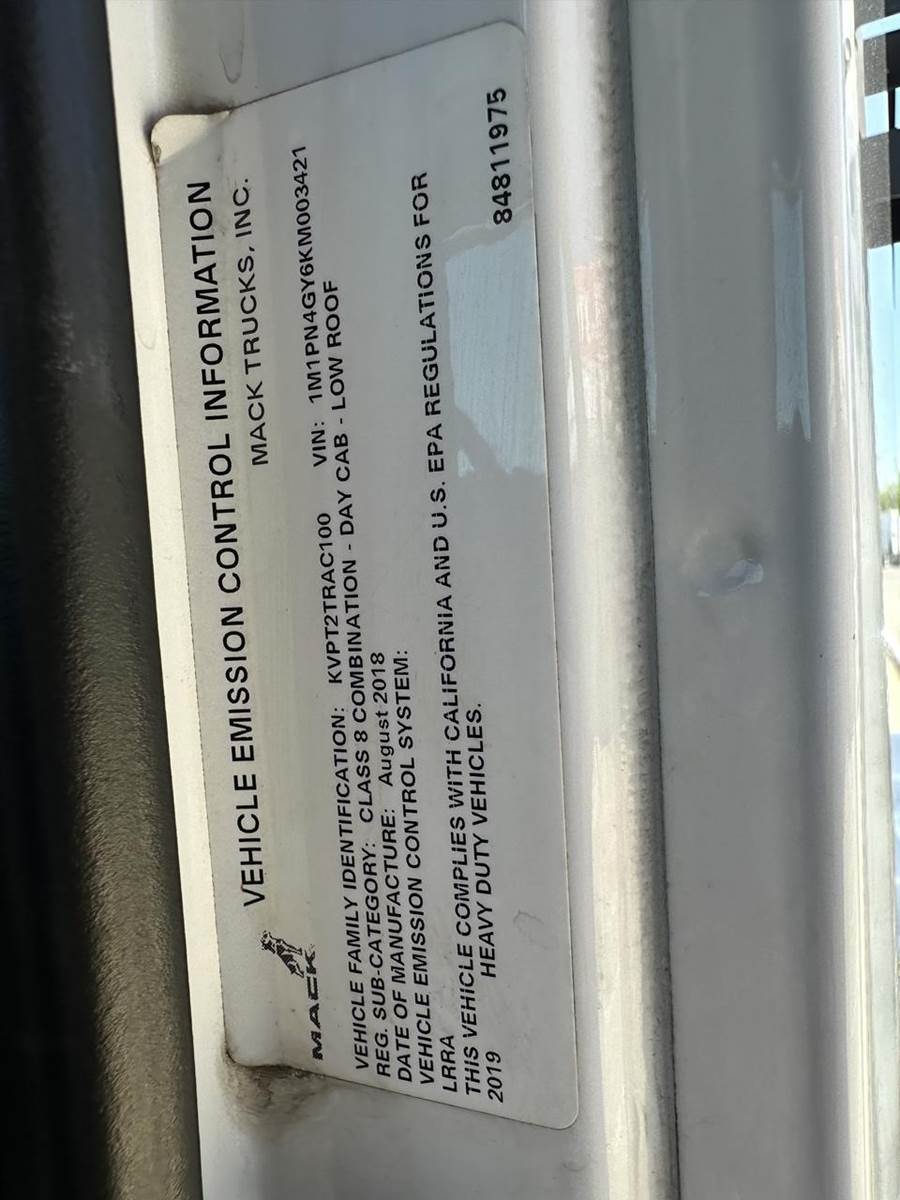 VEHICLE EMISSION CONTROL INFORMATION
MACK
MACK TRUCKS, INC.
VEHICLE FAMILY IDENTIFICATION: KVPT2TRAC100 VIN: 1M1PN4GY6KM003421
REG. SUB-CATEGORY: CLASS 8 COMBINATION - DAY CAB - LOW ROOF
DATE OF MANUFACTURE: August 2018
VEHICLE EMISSION CONTROL SYSTEM:
LRRA
THIS VEHICLE COMPLIES WITH CALIFORNIA AND U.S. EPA REGULATIONS FOR
2019 HEAVY DUTY VEHICLES.
84811975